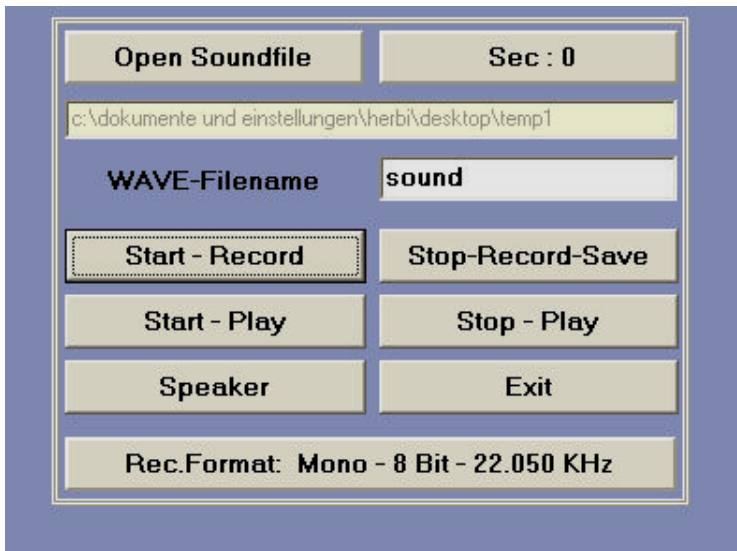 Open Soundfile
Sec : 0
c:\dokumente und einstellungen\herbi\desktop\temp1
WAVE-Filename
sound
Start - Record
Stop-Record-Save
Start - Play
Stop - Play
Speaker
Exit
Rec.Format:  Mono - 8 Bit - 22.050 KHz